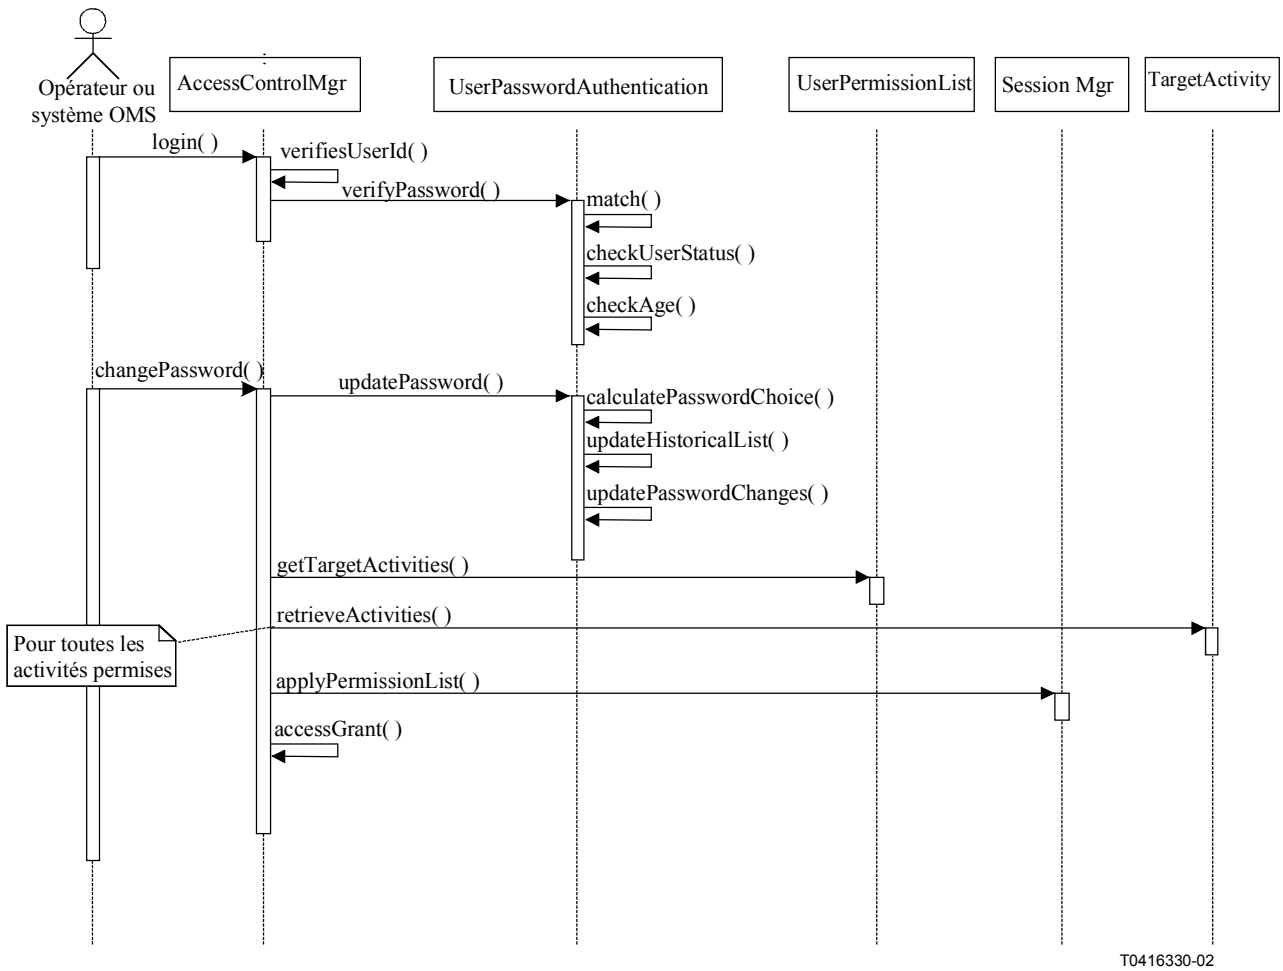 Opérateur ou
système OMS
AccessControlMgr
UserPasswordAuthentication
UserPermissionList
Session Mgr
TargetActivity
login( )
verifiesUserId( )
verifyPassword( )
match( )
checkUserStatus( )
checkAge( )
changePassword( )
updatePassword( )
calculatePasswordChoice( )
updateHistoricalList( )
updatePasswordChanges( )
getTargetActivities( )
retrieveActivities( )
Pour toutes les
activités permises
applyPermissionList( )
accessGrant( )
T0416330-02